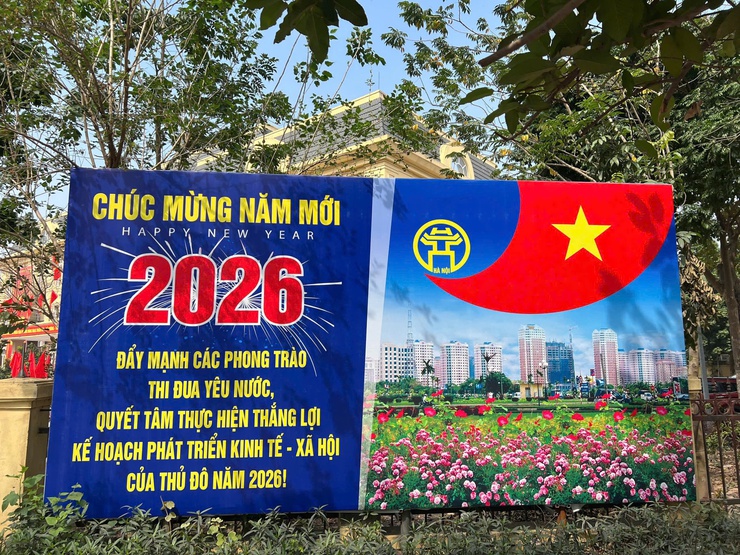 CHÚC MỪNG NĂM MỚI
HAPPY NEW YEAR
2026
ĐẨY MẠNH CÁC PHONG TRÀO
THI ĐUA YÊU NƯỚC,
QUYẾT TÂM THỰC HIỆN THẮNG LỢI
KẾ HOẠCH PHÁT TRIỂN KINH TẾ - XÃ HỘI
CỦA THỦ ĐÔ NĂM 2026!
HÀ NỘI